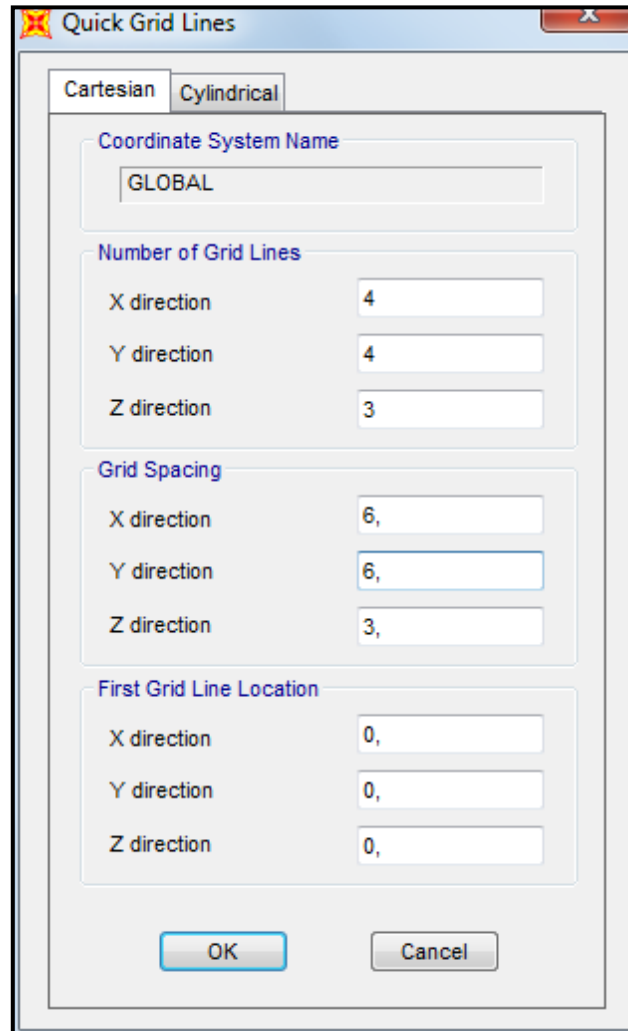 Quick Grid Lines
Cartesian Cylindrical
Coordinate System Name
GLOBAL
Number of Grid Lines
X direction 4
Y direction 4
Z direction 3
Grid Spacing
X direction 6,
Y direction 6,
Z direction 3,
First Grid Line Location
X direction 0,
Y direction 0,
Z direction 0,
OK Cancel